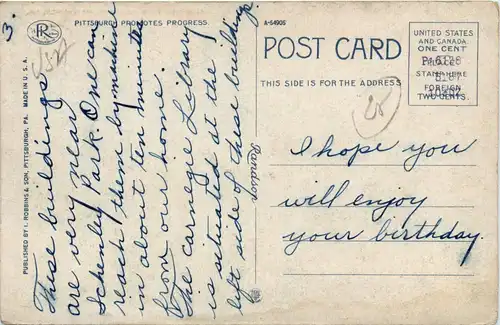 3.
PITTSBURGH PROMOTES PROGRESS.
A-64905
POST CARD
THIS SIDE IS FOR THE ADDRESS
UNITED STATES
AND CANADA
ONE CENT
STAMP HERE
FOREIGN
TWO CENTS.
PUBLISHED BY I. ROBBINS & SON, PITTSBURGH, PA. MADE IN U. S. A.
These buildings
are very near
Schenley Park. One can
reach them by machine
in about ten minutes
from our home.
The Carnegie Library
is situated at the
left side of these buildings.
I hope you
will enjoy
your birthday.